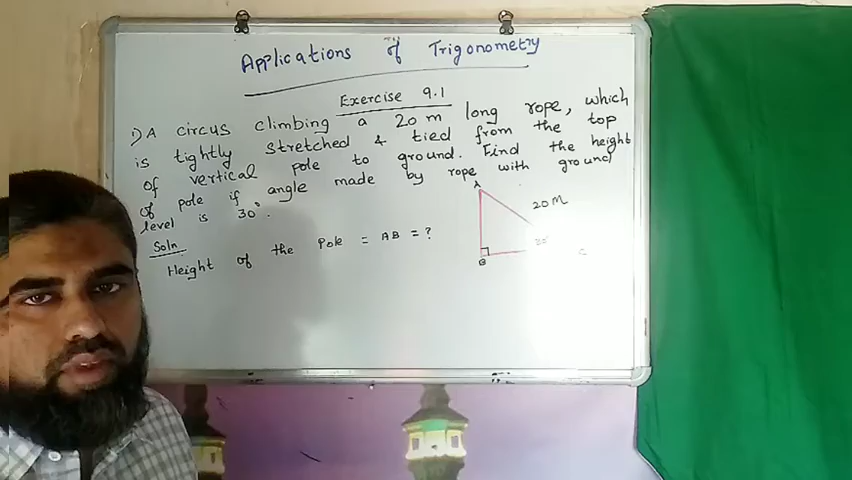 Applications of Trigonometry
Exercise 9.1
1) A circus climbing a 20 m long rope, which
is tightly stretched & tied from the top
of vertical pole to ground. Find the height
of pole if angle made by rope with ground
level is 30°.
Soln
Height of the Pole = AB = ?
A
20M
30°
B
C